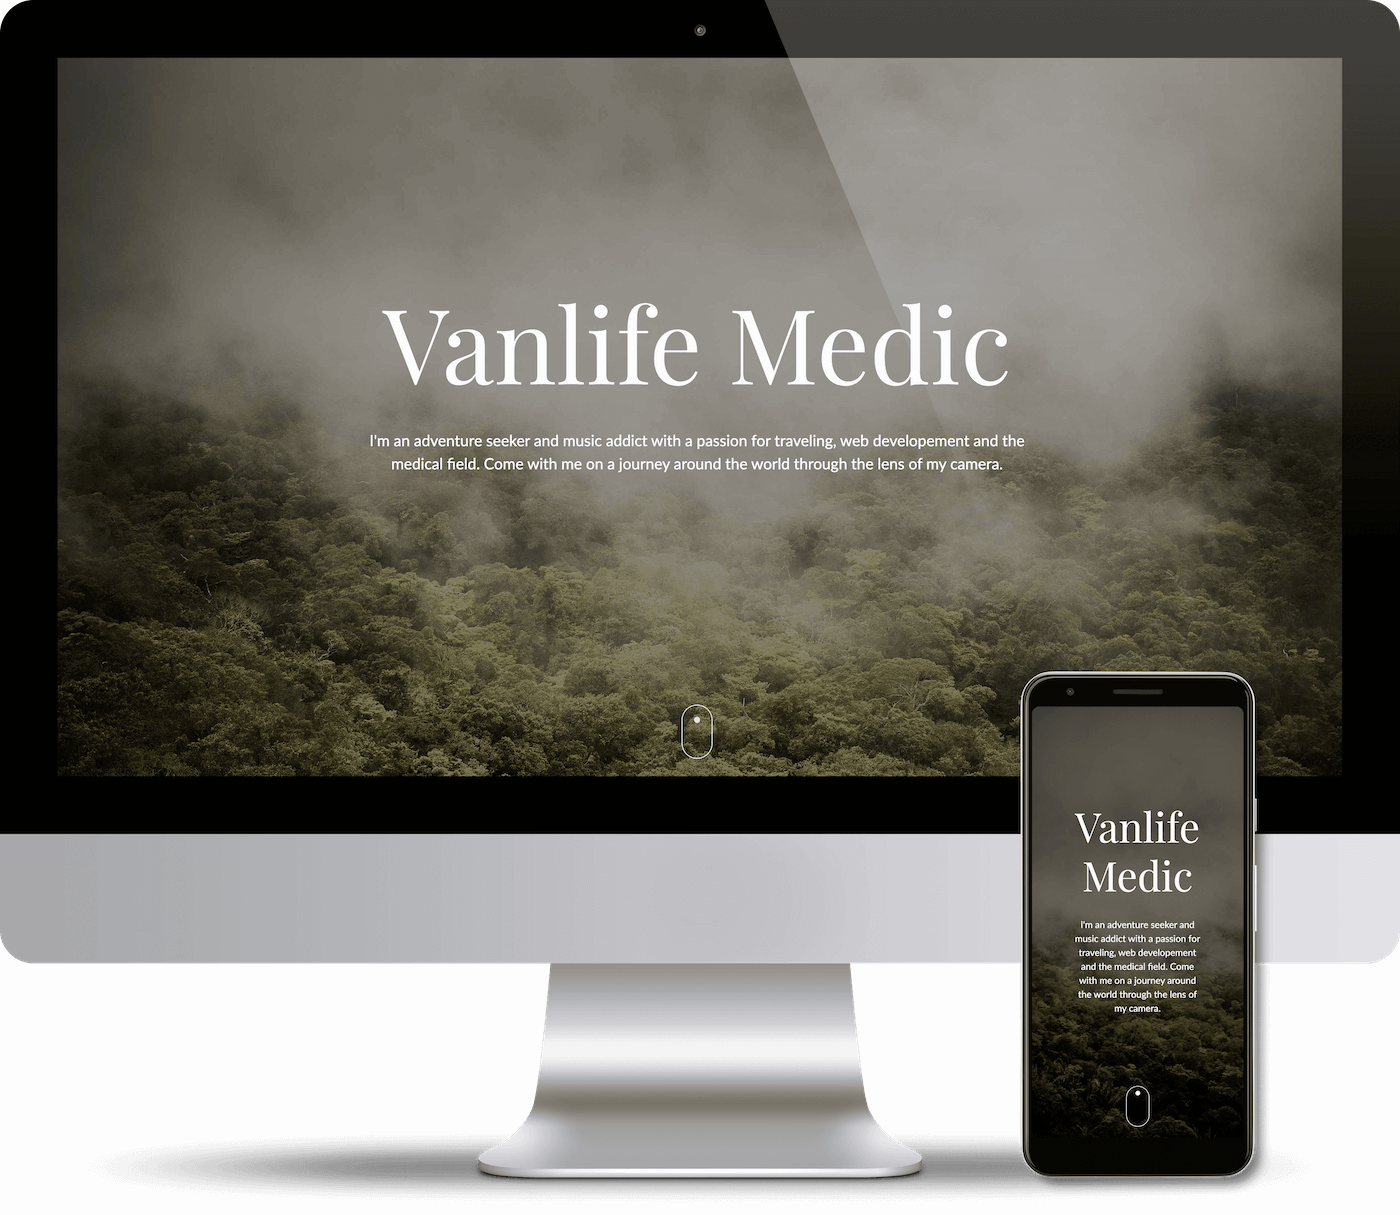 Vanlife Medic
I'm an adventure seeker and music addict with a passion for traveling, web developement and the
medical field. Come with me on a journey around the world through the lens of my camera.
Vanlife
Medic
I'm an adventure seeker and
music addict with a passion for
traveling, web developement
and the medical field. Come
with me on a journey around
the world through the lens of
my camera.